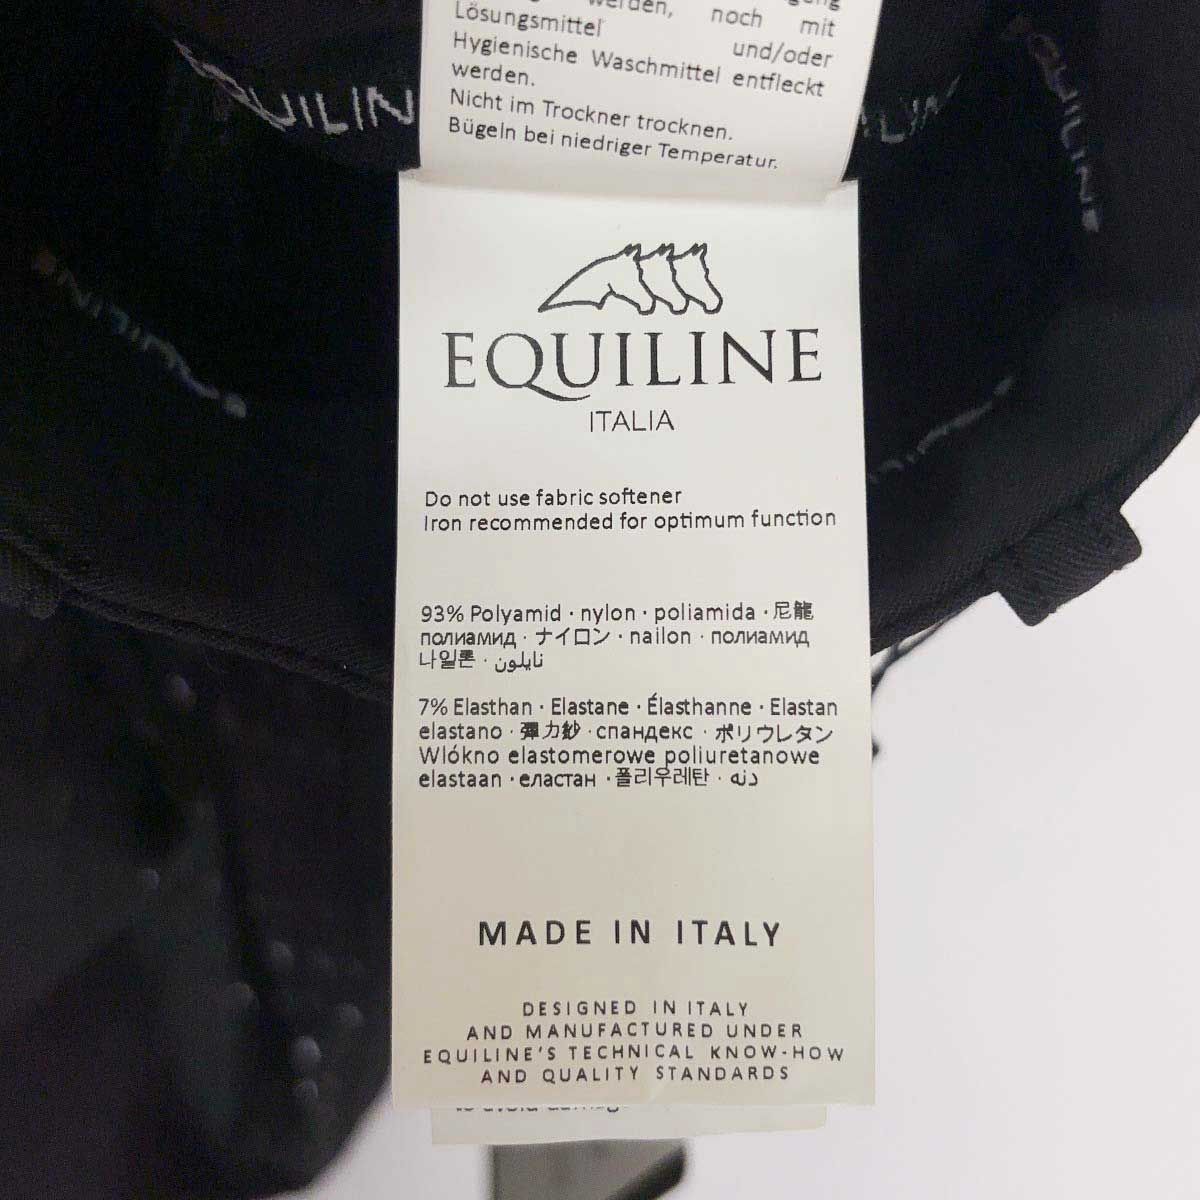 werden, noch mit
Lösungsmittel und/oder
Hygienische Waschmittel entfleckt
werden.
Nicht im Trockner trocknen.
Bügeln bei niedriger Temperatur.
EQUILINE
ITALIA
Do not use fabric softener
Iron recommended for optimum function
93% Polyamid · nylon · poliamida · 尼龍
полиамид · ナイロン · nailon · полиамид
나일론 · نايلون
7% Elasthan · Elastane · Élasthanne · Elastan
elastano · 彈力紗 · спандекс · ポリウレタン
Wlókno elastomerowe poliuretanowe
elastaan · еластан · 폴리우레탄 · دنه
MADE IN ITALY
DESIGNED IN ITALY
AND MANUFACTURED UNDER
EQUILINE'S TECHNICAL KNOW-HOW
AND QUALITY STANDARDS